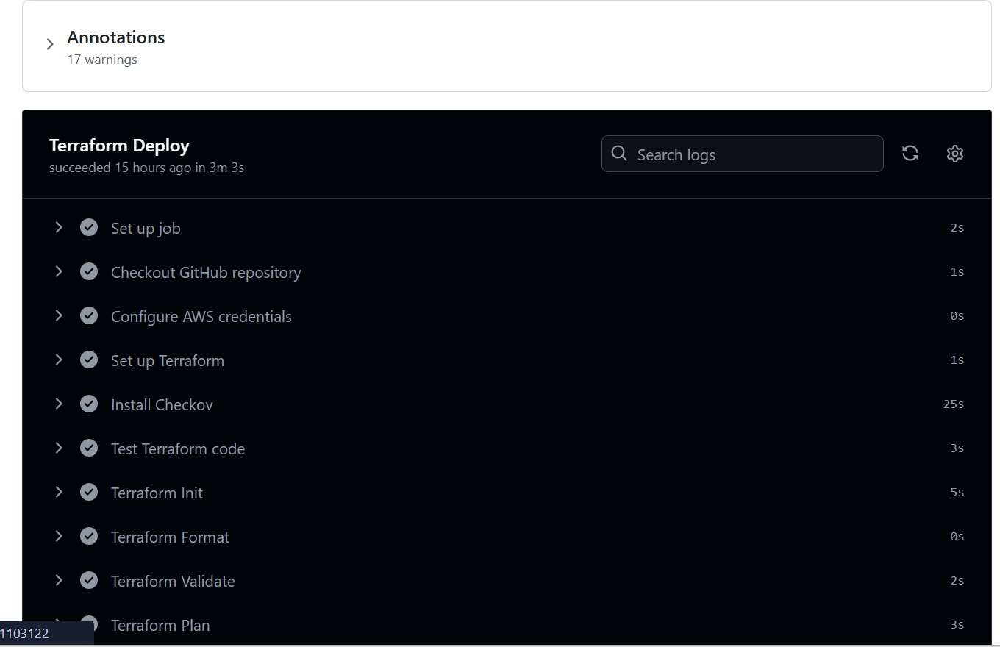 Annotations
17 warnings
Terraform Deploy
succeeded 15 hours ago in 3m 3s
Search logs
Set up job 2s
Checkout GitHub repository 1s
Configure AWS credentials 0s
Set up Terraform 1s
Install Checkov 25s
Test Terraform code 3s
Terraform Init 5s
Terraform Format 0s
Terraform Validate 2s
Terraform Plan 3s
1103122